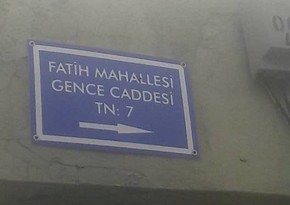 FATİH MAHALLESİ
GENCE CADDESİ
TN: 7